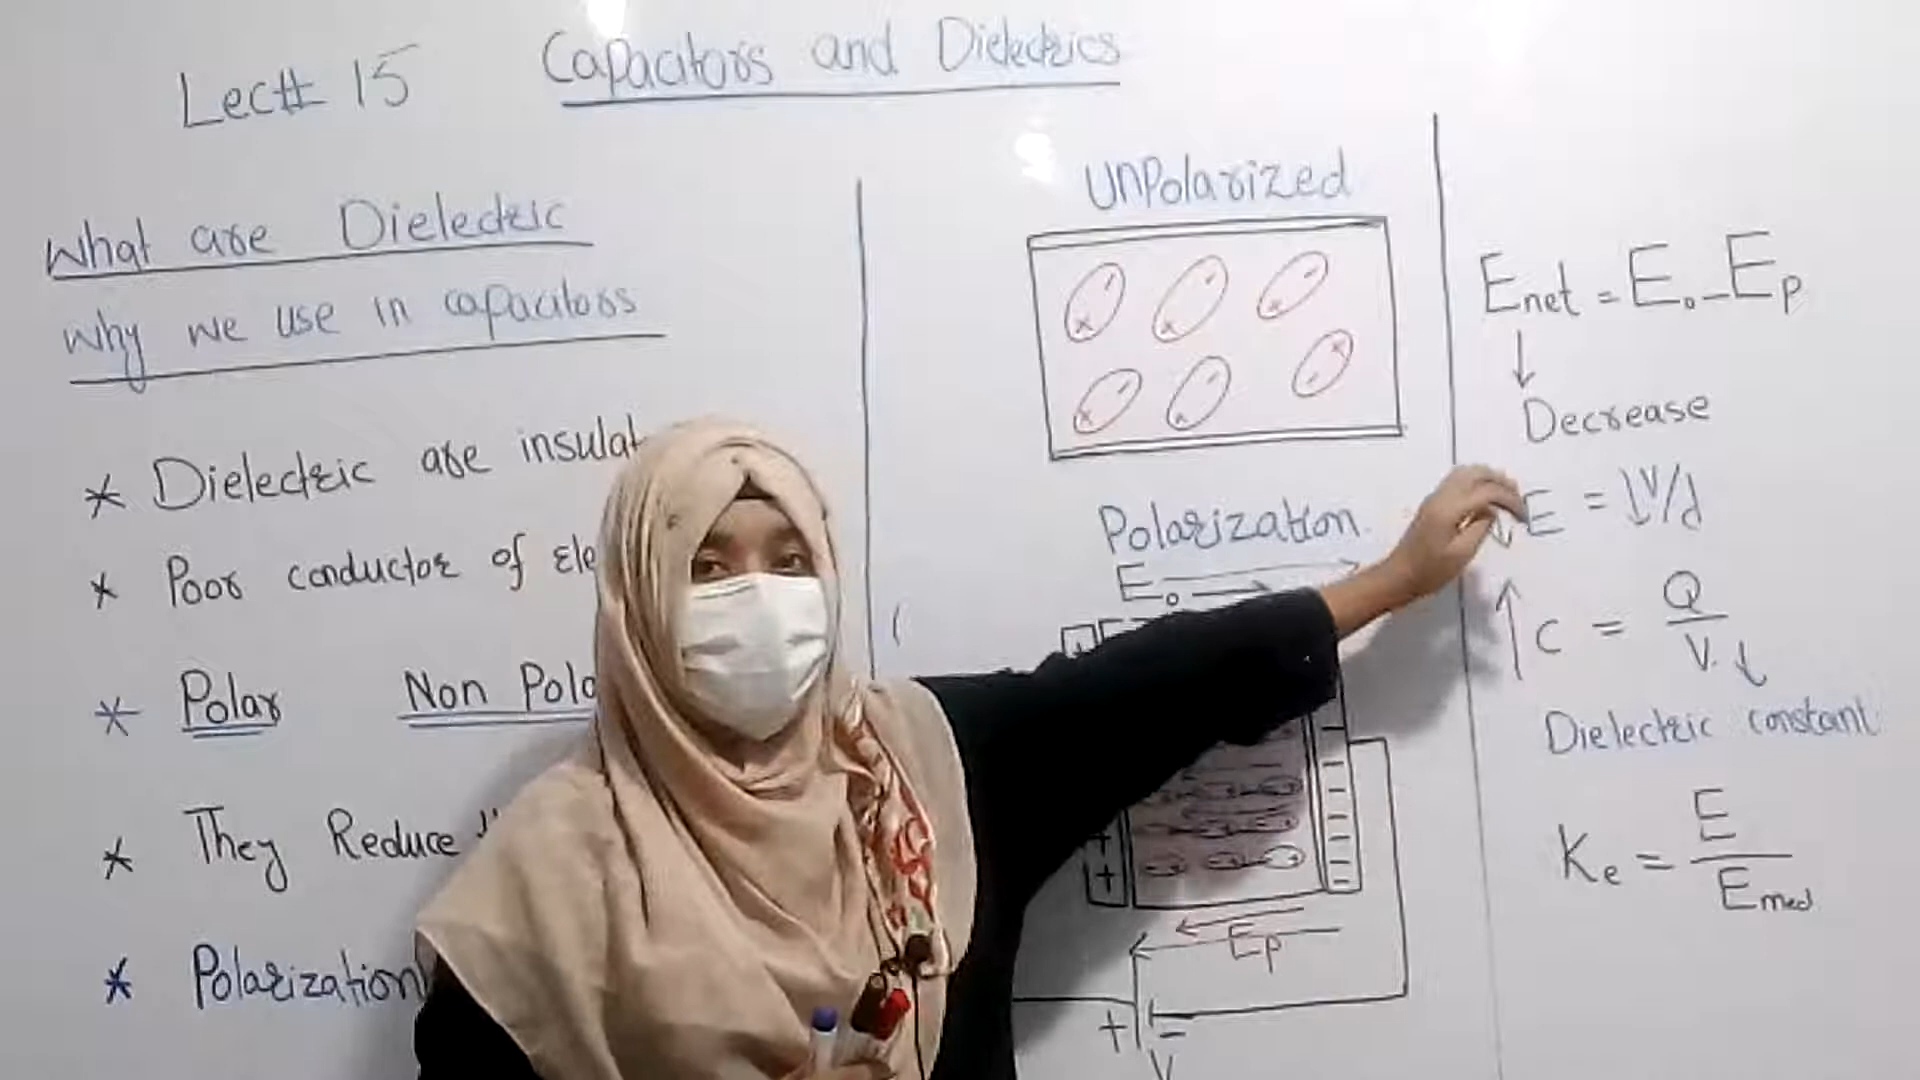 Lec# 15
Capacitors and Dielectrics
What are Dielectric
why we use in capacitors
* Dielectric are insulat
* Poor conductor of Ele
* Polar Non Pola
* They Reduce
* Polarization
UnPolarized
Polarization
E₀
Ep
+ -
V
Enet = E₀ - Ep
↓
Decrease
↓E = ↓V/d
↑C = Q/V↓
Dielectric constant
Ke = E/Emed